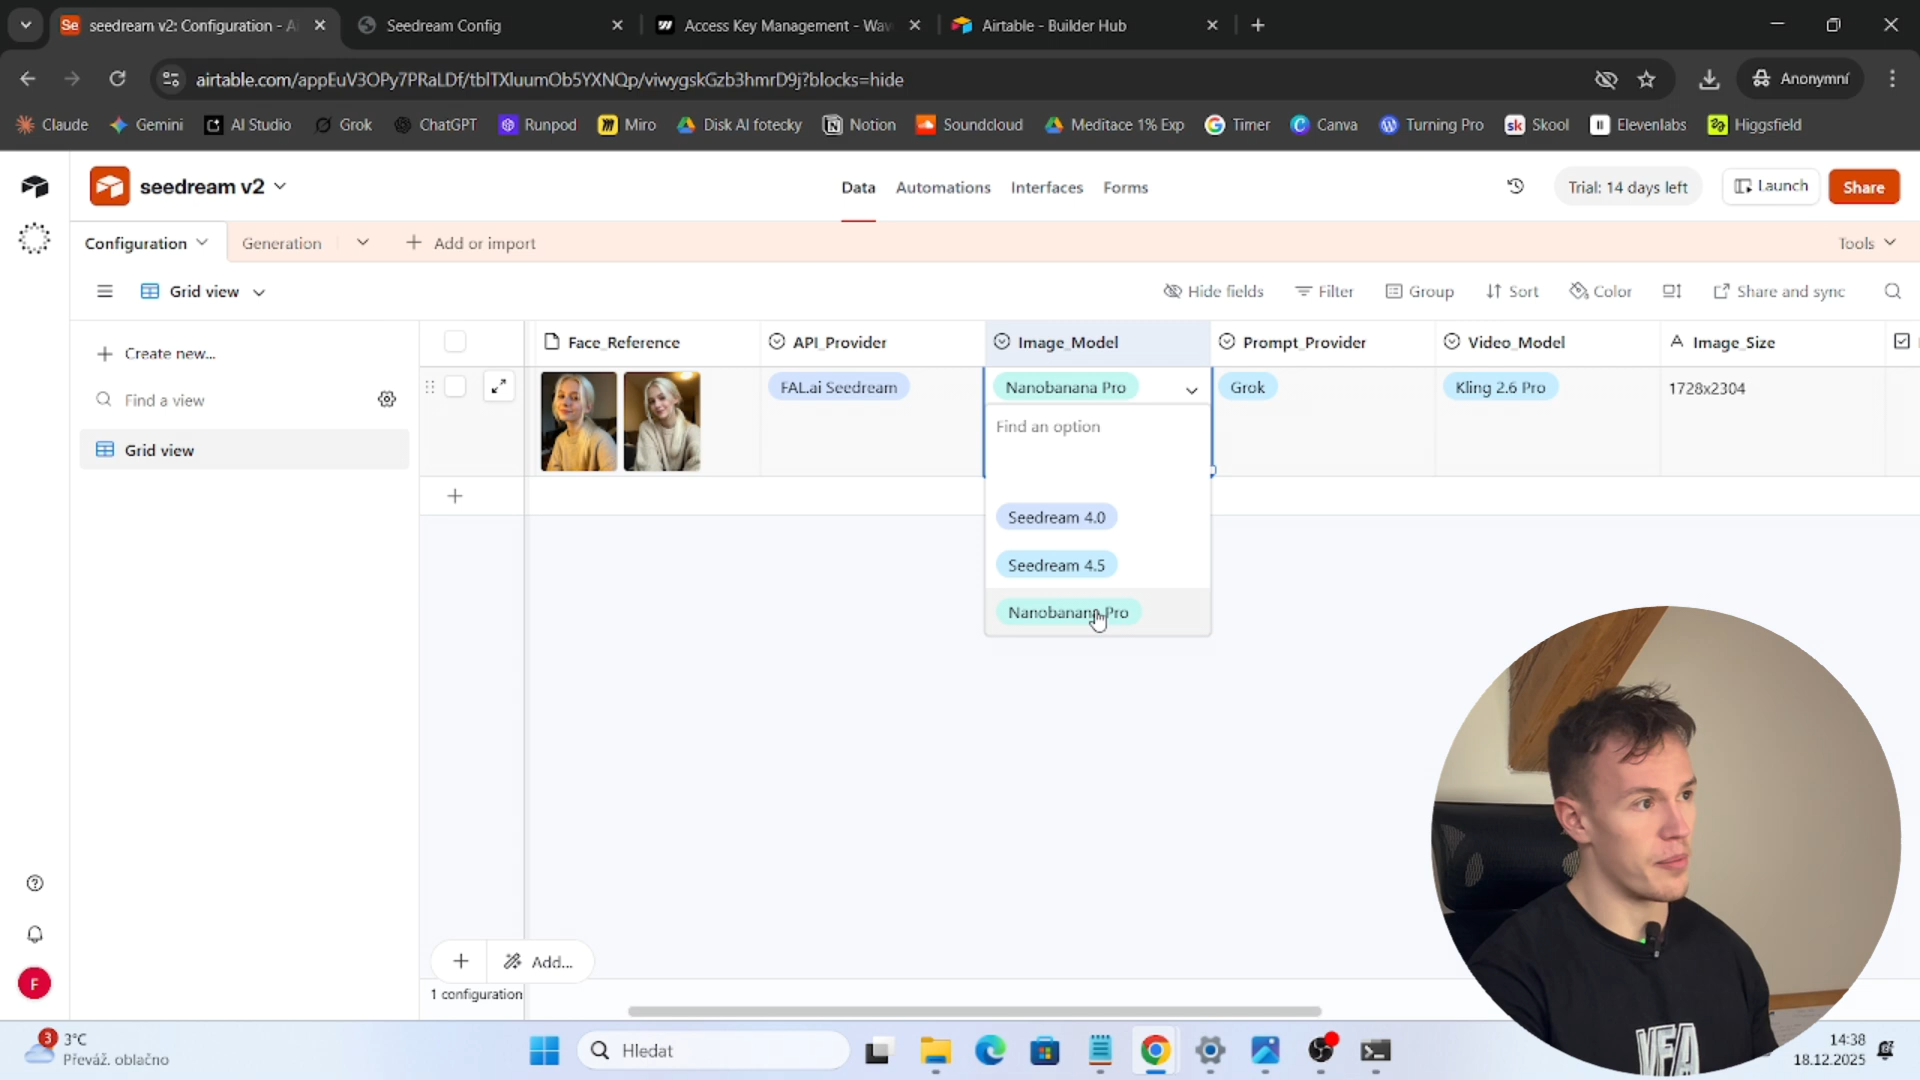 Se seedream v2: Configuration - Ai
Seedream Config
Access Key Management - Wav
Airtable - Builder Hub
airtable.com/appEuV3OPy7PRaLDf/tblTXluumOb5YXNQp/viwygskGzb3hmrD9j?blocks=hide
Anonymní
Claude Gemini AI Studio Grok ChatGPT Runpod Miro Disk AI fotecky Notion Soundcloud Meditace 1% Exp Timer Canva Turning Pro sk Skool Elevenlabs Higgsfield
seedream v2
Data Automations Interfaces Forms
Trial: 14 days left
Launch
Share
Configuration Generation Add or import
Tools
Grid view
Hide fields Filter Group Sort Color Share and sync
Create new...
Find a view
Grid view
Face_Reference API_Provider Image_Model Prompt_Provider Video_Model Image_Size
FAL.ai Seedream Nanobanana Pro Grok Kling 2.6 Pro 1728x2304
Find an option
Seedream 4.0
Seedream 4.5
Nanobanana Pro
Add...
1 configuration
F
3
3°C
Převáž. oblačno
Hledat
14:38
18.12.2025